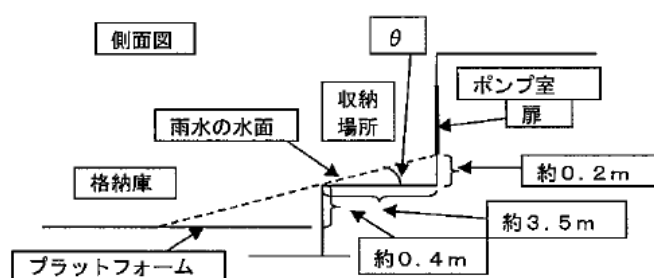 側面図
θ
ポンプ室
扉
収納
場所
雨水の水面
格納庫
約0.2m
約3.5m
約0.4m
プラットフォーム